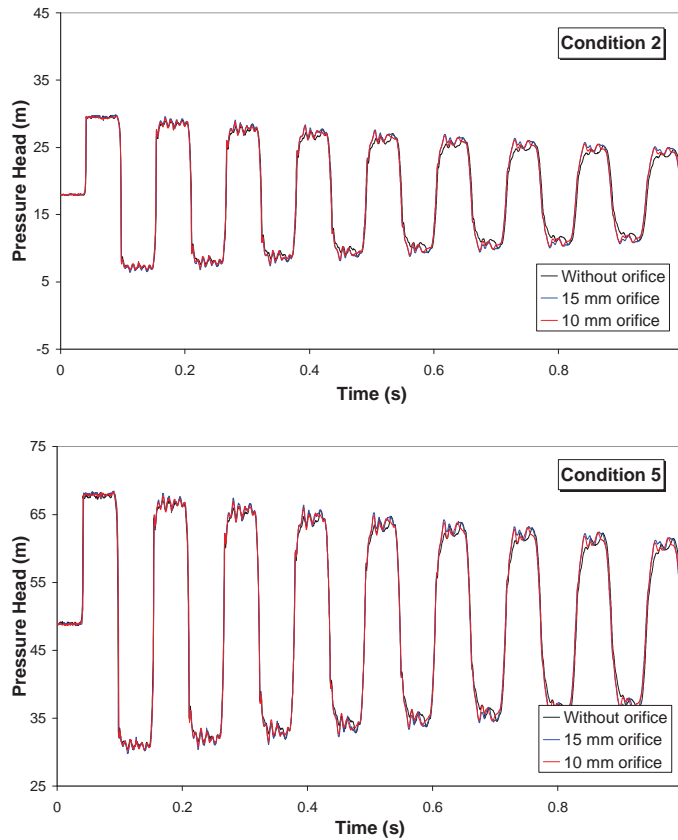 45
Condition 2
35
25
15
5
-5
Pressure Head (m)
Without orifice
15 mm orifice
10 mm orifice
0 0.2 0.4 0.6 0.8
Time (s)
75
Condition 5
65
55
45
35
25
Pressure Head (m)
Without orifice
15 mm orifice
10 mm orifice
0 0.2 0.4 0.6 0.8
Time (s)